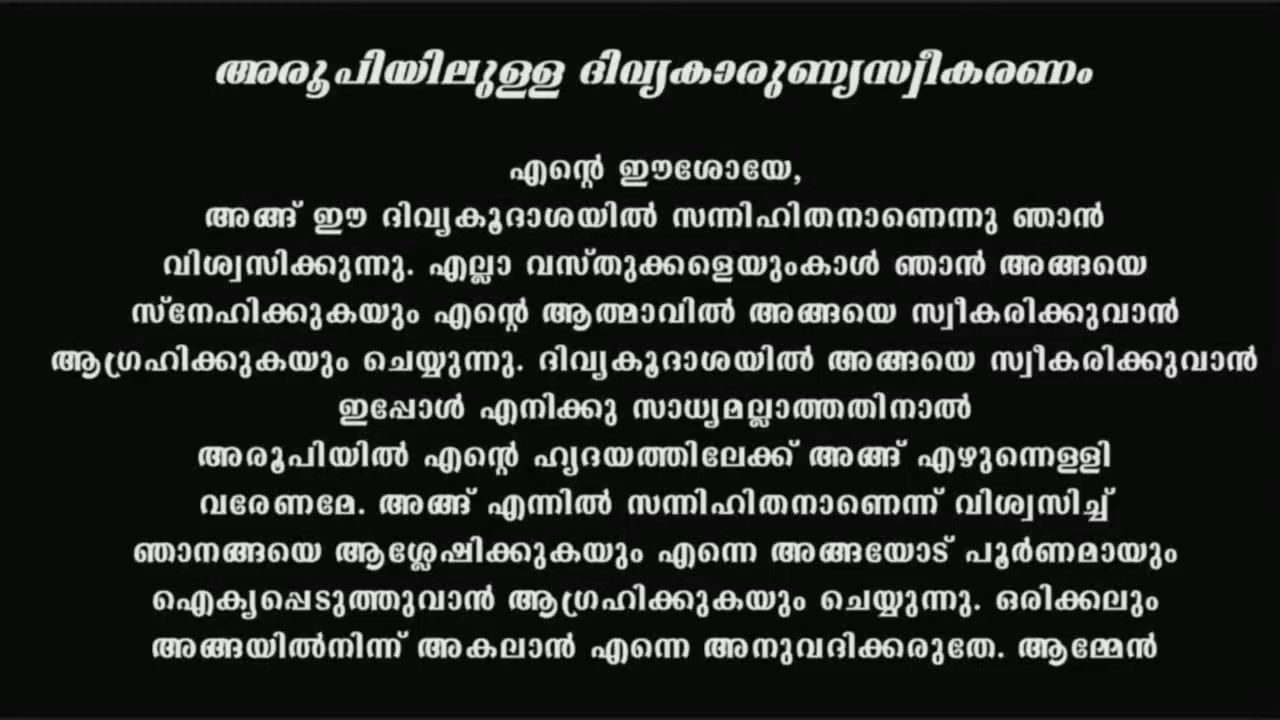 അരൂപിയിലുള്ള ദിവ്യകാരുണ്യസ്വീകരണം
എന്റെ ഈശോയേ,
അങ്ങ് ഈ ദിവ്യകൂദാശയിൽ സന്നിഹിതനാണെന്നു ഞാൻ
വിശ്വസിക്കുന്നു. എല്ലാ വസ്തുക്കളെയുംകാൾ ഞാൻ അങ്ങയെ
സ്നേഹിക്കുകയും എന്റെ ആത്മാവിൽ അങ്ങയെ സ്വീകരിക്കുവാൻ
ആഗ്രഹിക്കുകയും ചെയ്യുന്നു. ദിവ്യകൂദാശയിൽ അങ്ങയെ സ്വീകരിക്കുവാൻ
ഇപ്പോൾ എനിക്കു സാധ്യമല്ലാത്തതിനാൽ
അരൂപിയിൽ എന്റെ ഹൃദയത്തിലേക്ക് അങ്ങ് എഴുന്നെള്ളി
വരേണമേ. അങ്ങ് എന്നിൽ സന്നിഹിതനാണെന്ന് വിശ്വസിച്ച്
ഞാനങ്ങയെ ആശ്ലേഷിക്കുകയും എന്നെ അങ്ങയോട് പൂർണമായും
ഐക്യപ്പെടുത്തുവാൻ ആഗ്രഹിക്കുകയും ചെയ്യുന്നു. ഒരിക്കലും
അങ്ങയിൽനിന്ന് അകലാൻ എന്നെ അനുവദിക്കരുതേ. ആമ്മേൻ